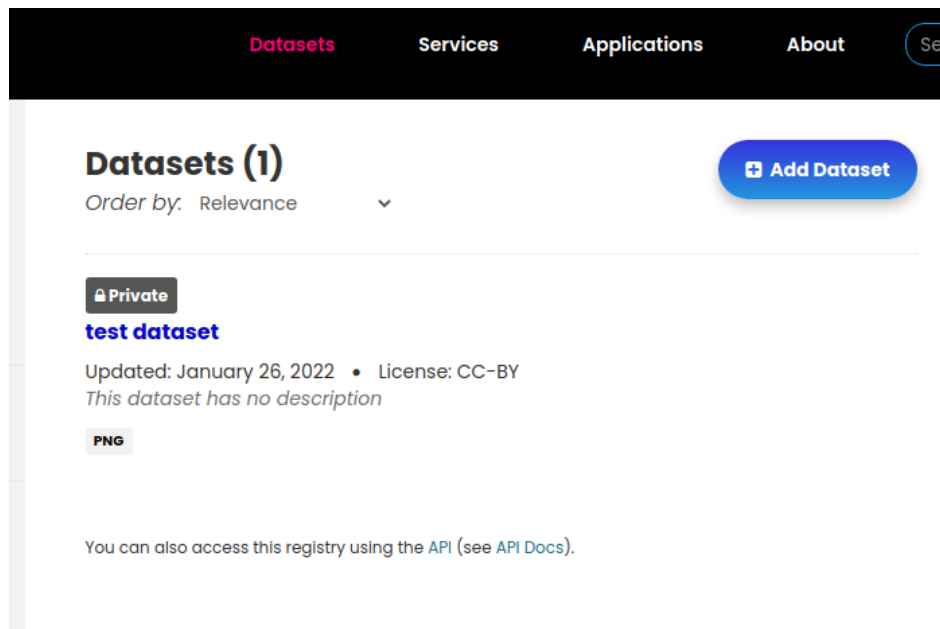 Datasets Services Applications About Se
Datasets (1)
Add Dataset
Order by: Relevance
Private
test dataset
Updated: January 26, 2022 • License: CC-BY
This dataset has no description
PNG
You can also access this registry using the API (see API Docs).